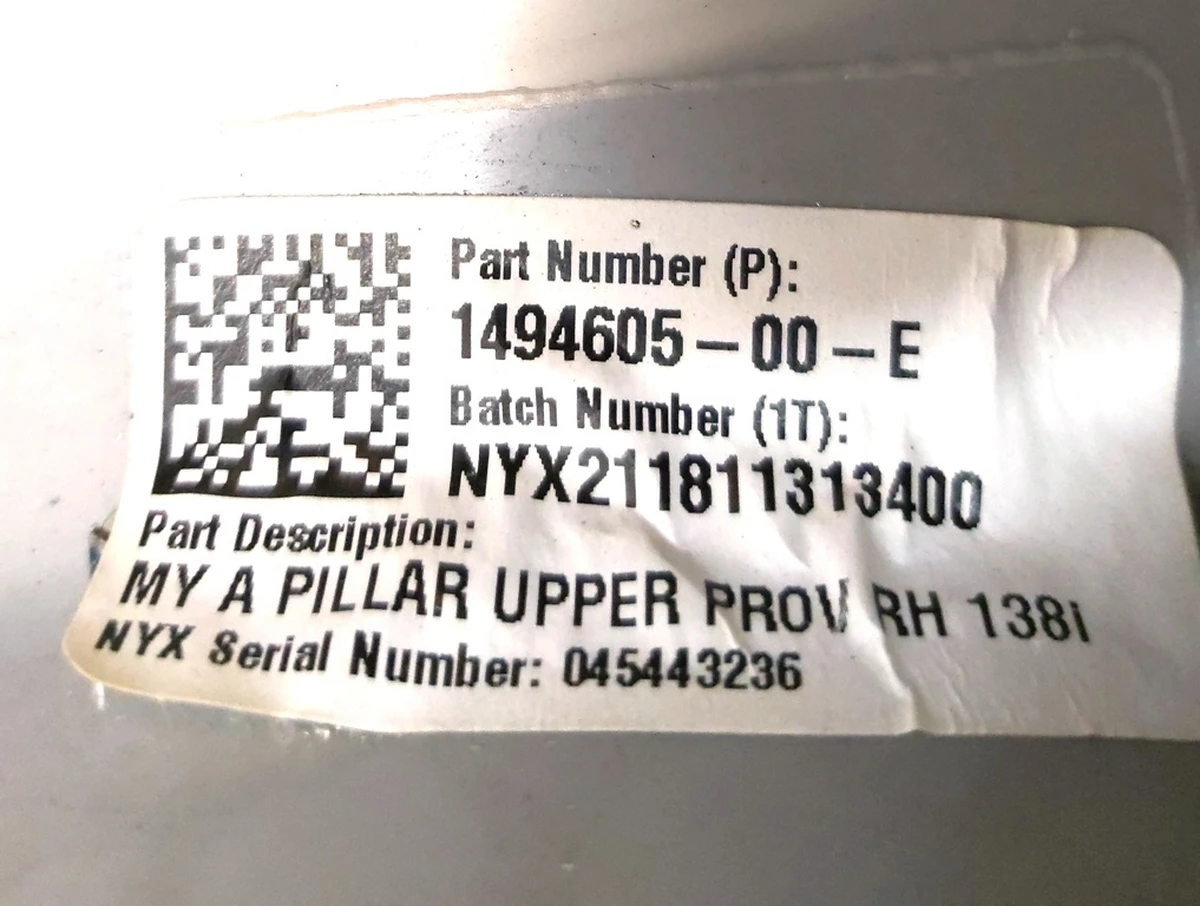 Part Number (P):
1494605-00-E
Batch Number (1T):
NYX211811313400
Part Description:
MY A PILLAR UPPER PROV RH 138i
NYX Serial Number: 045443236